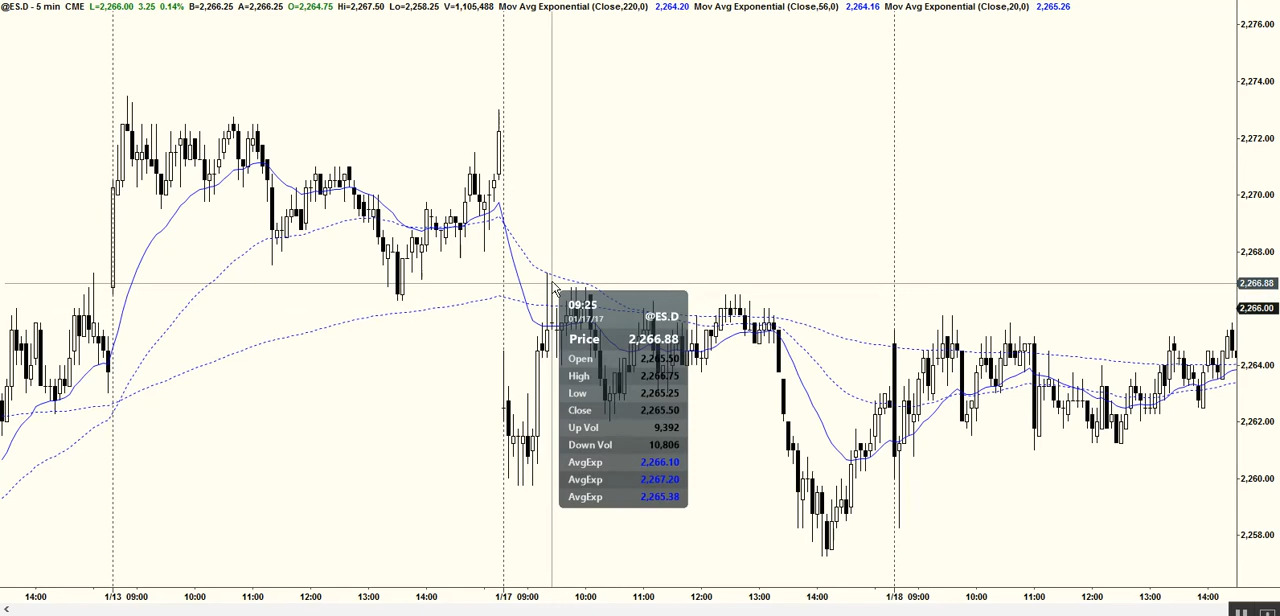 @ES.D - 5 min CME L=2,266.00 3.25 0.14% B=2,266.25 A=2,266.25 O=2,264.75 Hi=2,267.50 Lo=2,258.25 V=1,105,488 Mov Avg Exponential (Close,220,0) 2,264.20 Mov Avg Exponential (Close,56,0) 2,264.16 Mov Avg Exponential (Close,20,0) 2,265.26
2,276.00
2,274.00
2,272.00
2,270.00
2,268.00
2,266.88
2,266.00
2,264.00
2,262.00
2,260.00
2,258.00
09:25
01/17/17 @ES.D
Price 2,266.88
Open 2,265.50
High 2,266.75
Low 2,265.25
Close 2,265.50
Up Vol 9,392
Down Vol 10,806
AvgExp 2,266.10
AvgExp 2,267.20
AvgExp 2,265.38
14:00 1/13 09:00 10:00 11:00 12:00 13:00 14:00 1/17 09:00 10:00 11:00 12:00 13:00 14:00 1/18 09:00 10:00 11:00 12:00 13:00 14:00